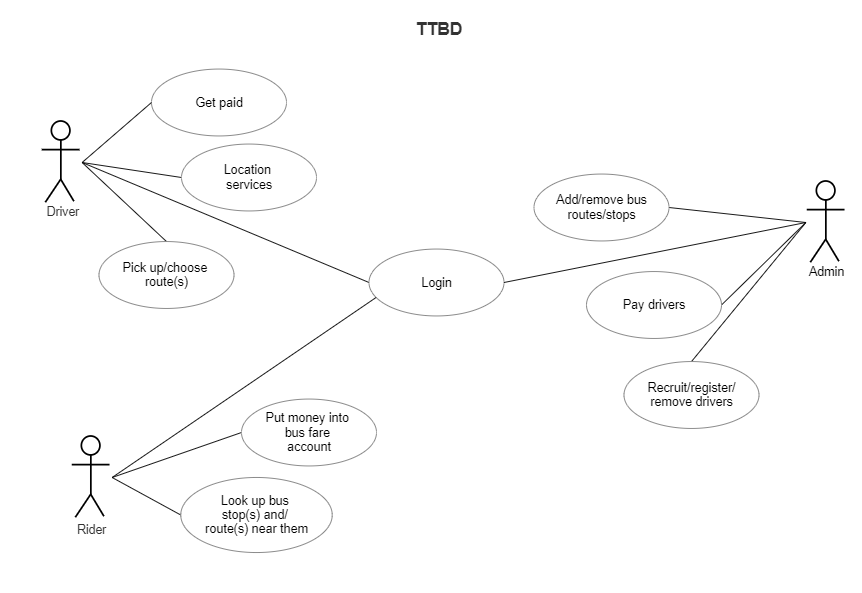 TTBD
Get paid
Location
services
Driver
Pick up/choose
route(s)
Login
Add/remove bus
routes/stops
Admin
Pay drivers
Recruit/register/
remove drivers
Put money into
bus fare
account
Look up bus
stop(s) and/
route(s) near them
Rider